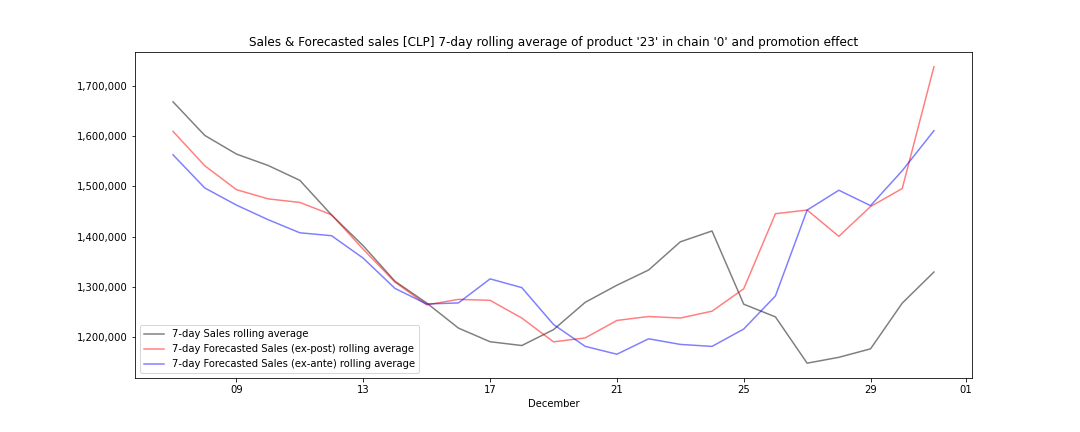 Sales & Forecasted sales [CLP] 7-day rolling average of product '23' in chain '0' and promotion effect
1,700,000
1,600,000
1,500,000
1,400,000
1,300,000
1,200,000
7-day Sales rolling average
7-day Forecasted Sales (ex-post) rolling average
7-day Forecasted Sales (ex-ante) rolling average
09 13 17 21 25 29 01
December